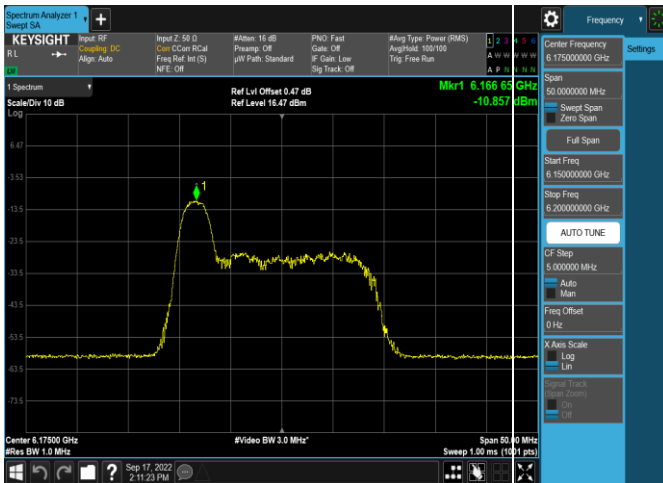 Spectrum Analyzer 1
Swept SA
Frequency
KEYSIGHT
RL
Input: RF
Coupling: DC
Align: Auto
Input Z: 50 Ω
Corr CCorr RCal
Freq Ref: Int (S)
NFE: Off
#Atten: 16 dB
Preamp: Off
µW Path: Standard
PNO: Fast
Gate: Off
IF Gain: Low
Sig Track: Off
#Avg Type: Power (RMS)
Avg|Hold: 100/100
Trig: Free Run
1 2 3 4 5 6
A P N N N N
1 Spectrum
Scale/Div 10 dB
Log
Ref Lvl Offset 0.47 dB
Ref Level 16.47 dBm
Mkr1 6.166 65 GHz
-10.857 dBm
6.47
-3.53
-13.5
-23.5
-33.5
-43.5
-53.5
-63.5
-73.5
1
Center 6.17500 GHz
#Res BW 1.0 MHz
#Video BW 3.0 MHz*
Span 50.00 MHz
Sweep 1.00 ms (1001 pts)
Sep 17, 2022
2:11:23 PM
Center Frequency
6.175000000 GHz
Settings
Span
50.0000000 MHz
Swept Span
Zero Span
Full Span
Start Freq
6.150000000 GHz
Stop Freq
6.200000000 GHz
AUTO TUNE
CF Step
5.000000 MHz
Auto
Man
Freq Offset
0 Hz
X Axis Scale
Log
Lin
Signal Track
(Span Zoom)
On
Off